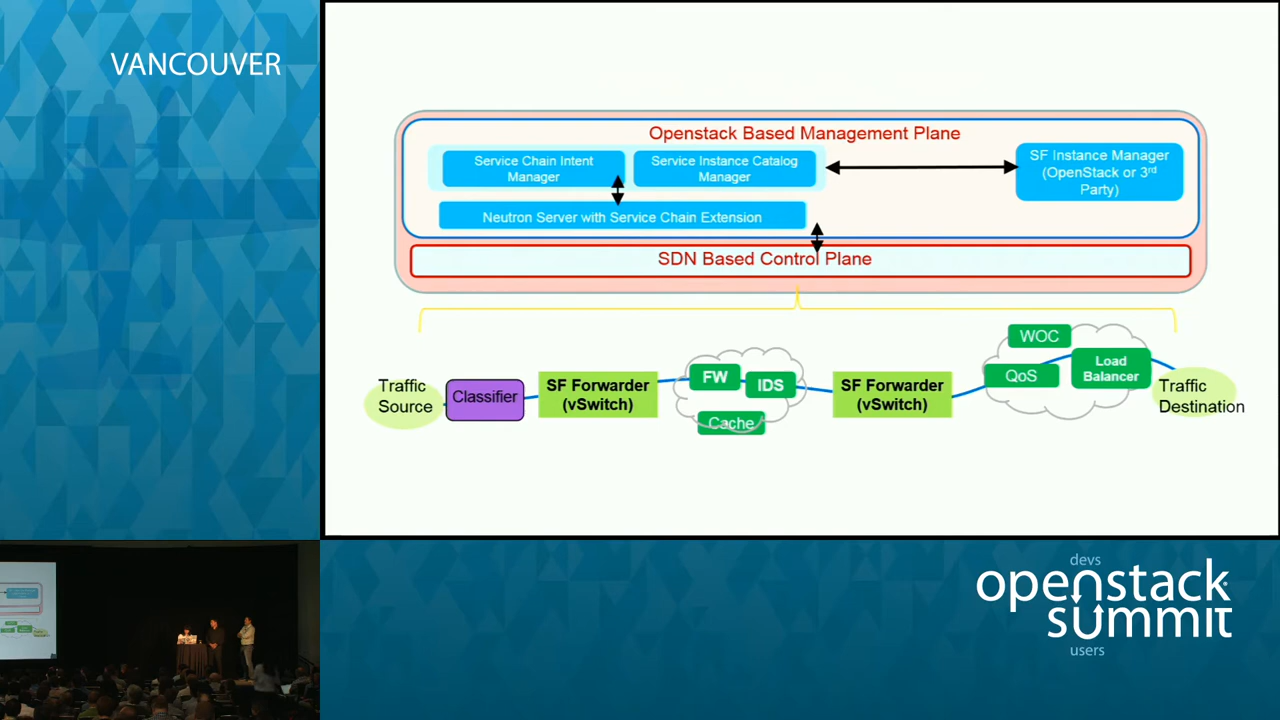 VANCOUVER
Openstack Based Management Plane
Service Chain Intent
Manager
Service Instance Catalog
Manager
SF Instance Manager
(OpenStack or 3rd
Party)
Neutron Server with Service Chain Extension
SDN Based Control Plane
Traffic
Source
Classifier
SF Forwarder
(vSwitch)
FW
IDS
Cache
SF Forwarder
(vSwitch)
WOC
QoS
Load
Balancer
Traffic
Destination
devs
openstack
summit
users